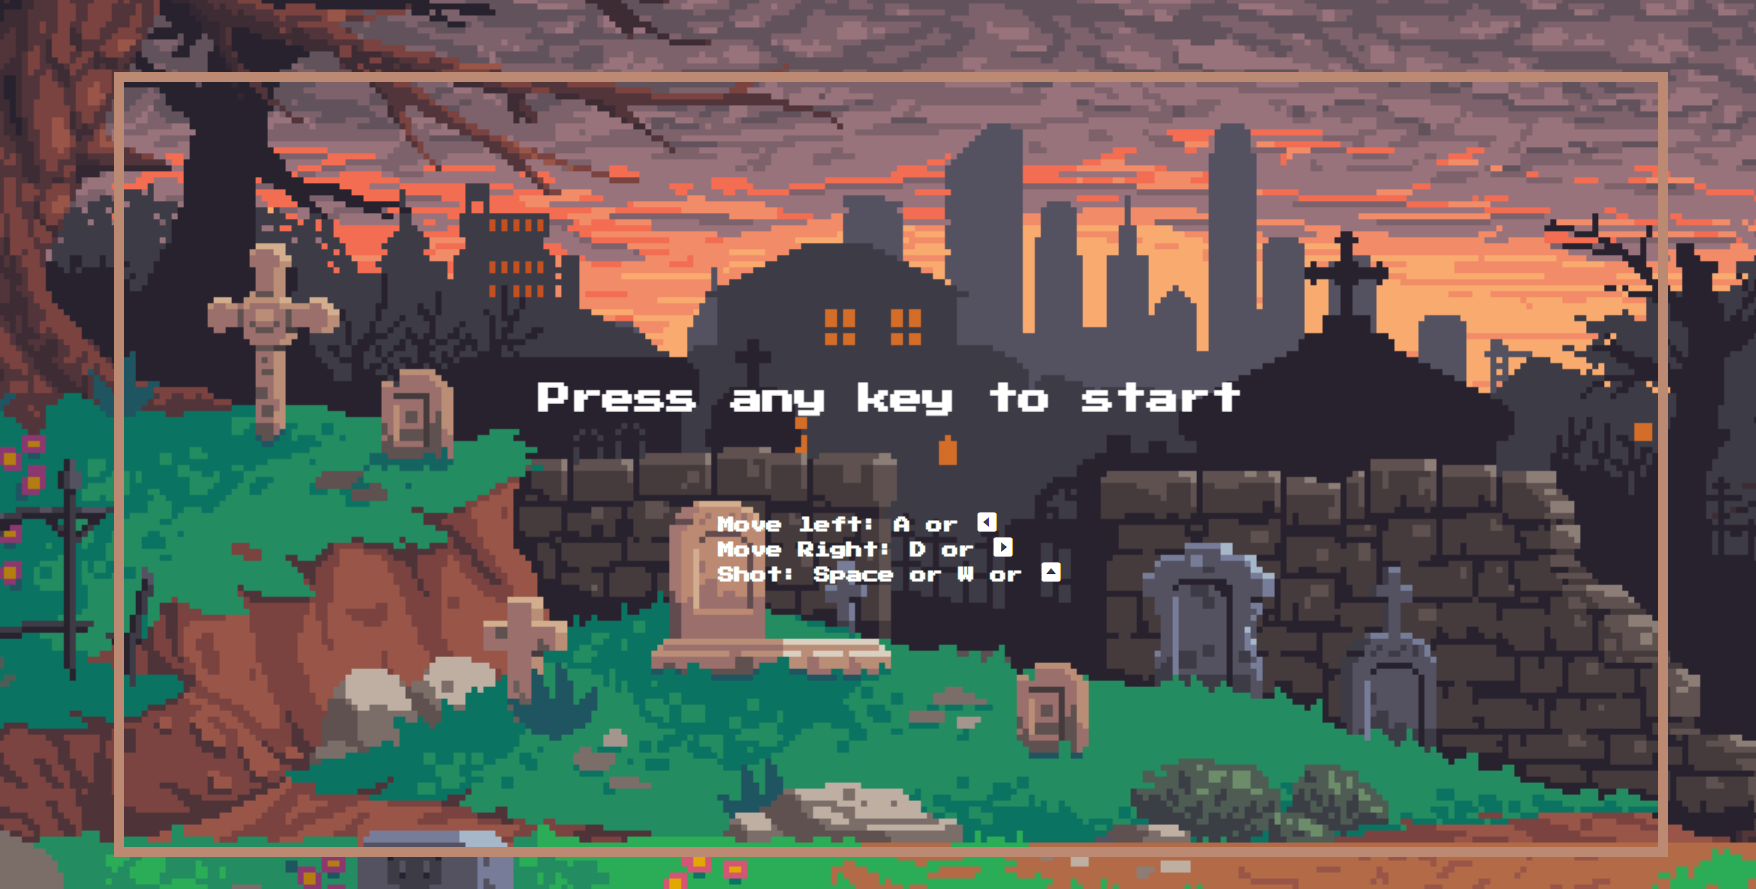 Press any key to start
Move left: A or ◀
Move Right: D or ▶
Shot: Space or W or ▲